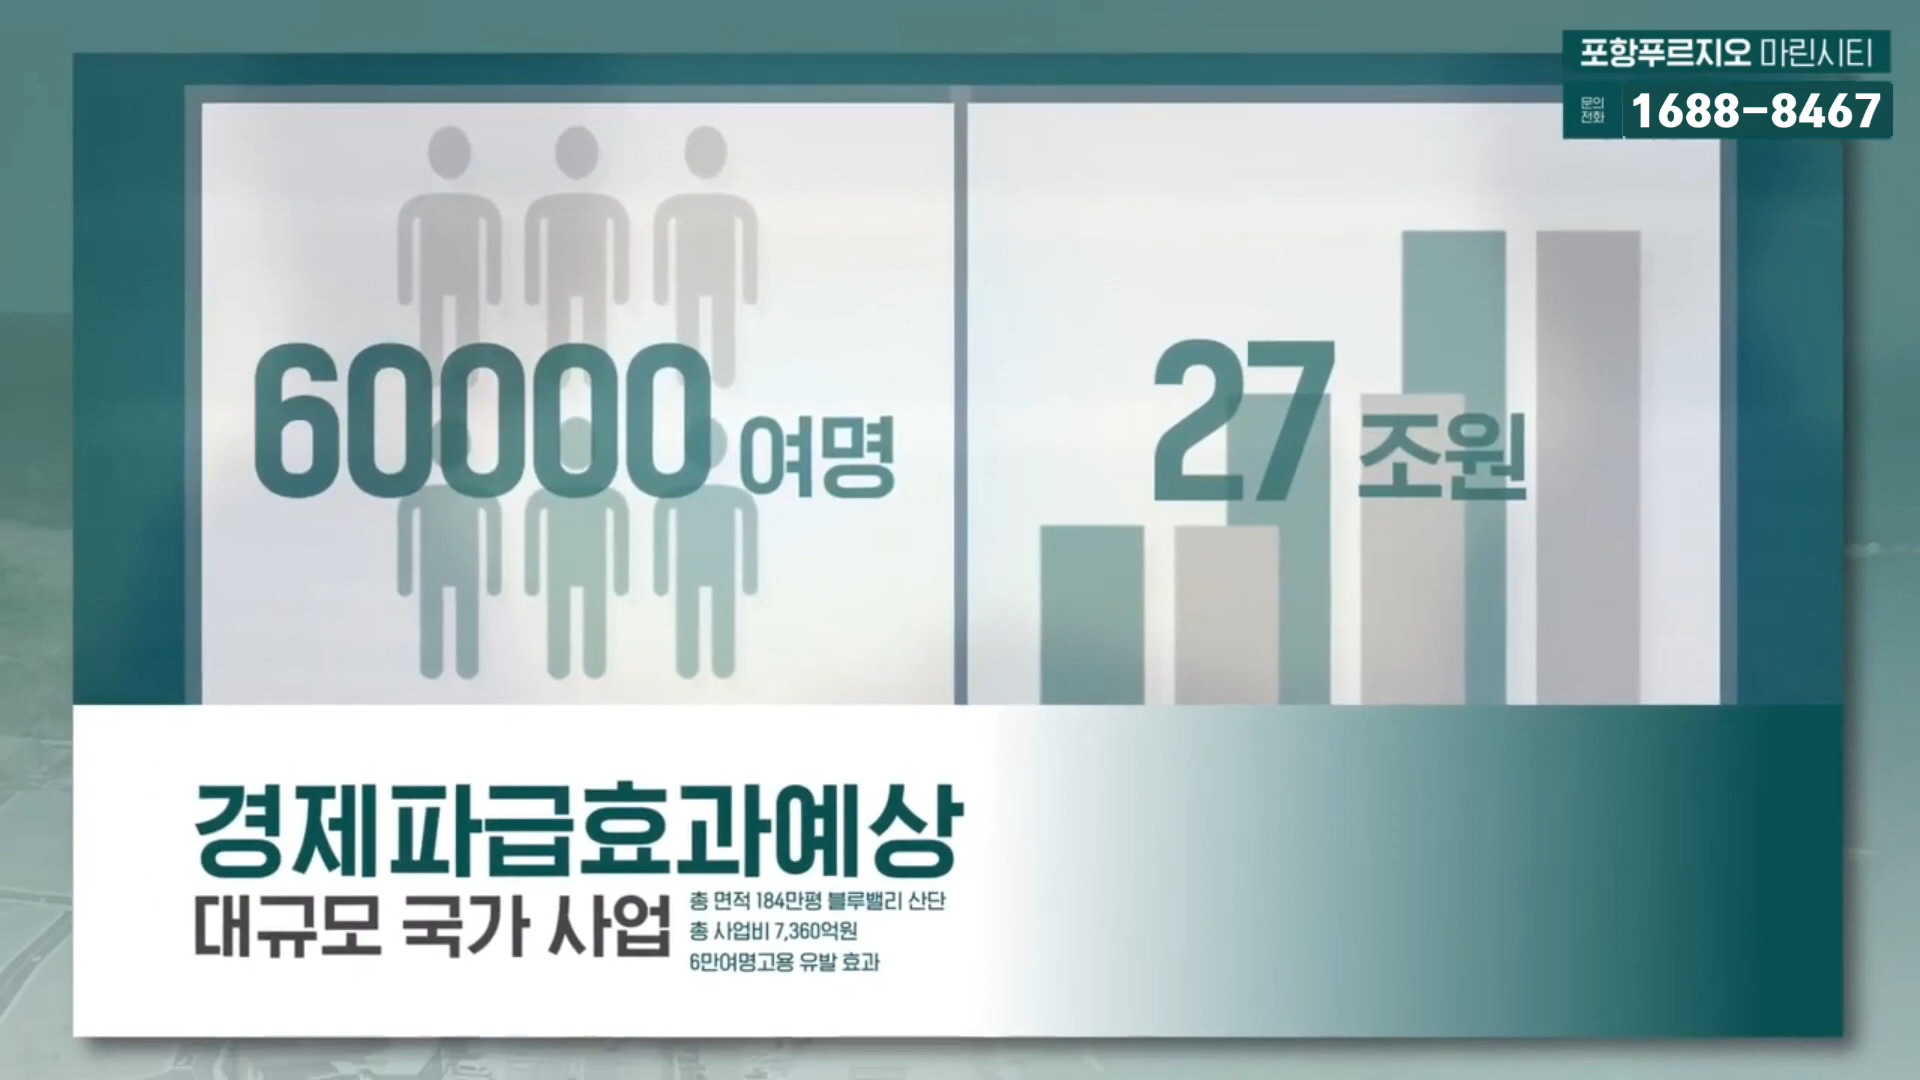 포항푸르지오 마린시티
문의
전화
1688-8467
60000 여명
27 조원
경제파급효과예상
대규모 국가 사업
총 면적 184만평 블루밸리 산단
총 사업비 7,360억원
6만여명고용 유발 효과